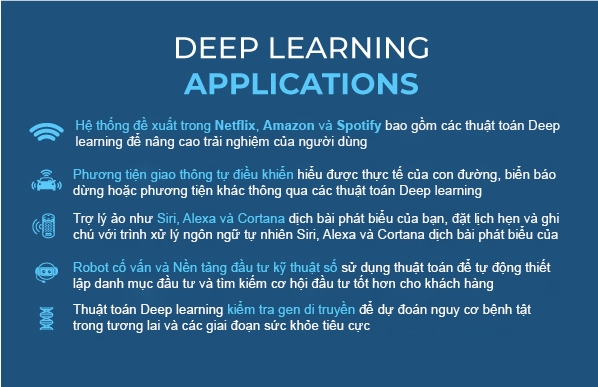 DEEP LEARNING
APPLICATIONS
Hệ thống đề xuất trong Netflix, Amazon và Spotify bao gồm các thuật toán Deep
learning để nâng cao trải nghiệm của người dùng
Phương tiện giao thông tự điều khiển hiểu được thực tế của con đường, biển báo
dừng hoặc phương tiện khác thông qua các thuật toán Deep learning
Trợ lý ảo như Siri, Alexa và Cortana dịch bài phát biểu của bạn, đặt lịch hẹn và ghi
chú với trình xử lý ngôn ngữ tự nhiên Siri, Alexa và Cortana dịch bài phát biểu của
Robot cố vấn và Nền tảng đầu tư kỹ thuật số sử dụng thuật toán để tự động thiết
lập danh mục đầu tư và tìm kiếm cơ hội đầu tư tốt hơn cho khách hàng
Thuật toán Deep learning kiểm tra gen di truyền để dự đoán nguy cơ bệnh tật
trong tương lai và các giai đoạn sức khỏe tiêu cực